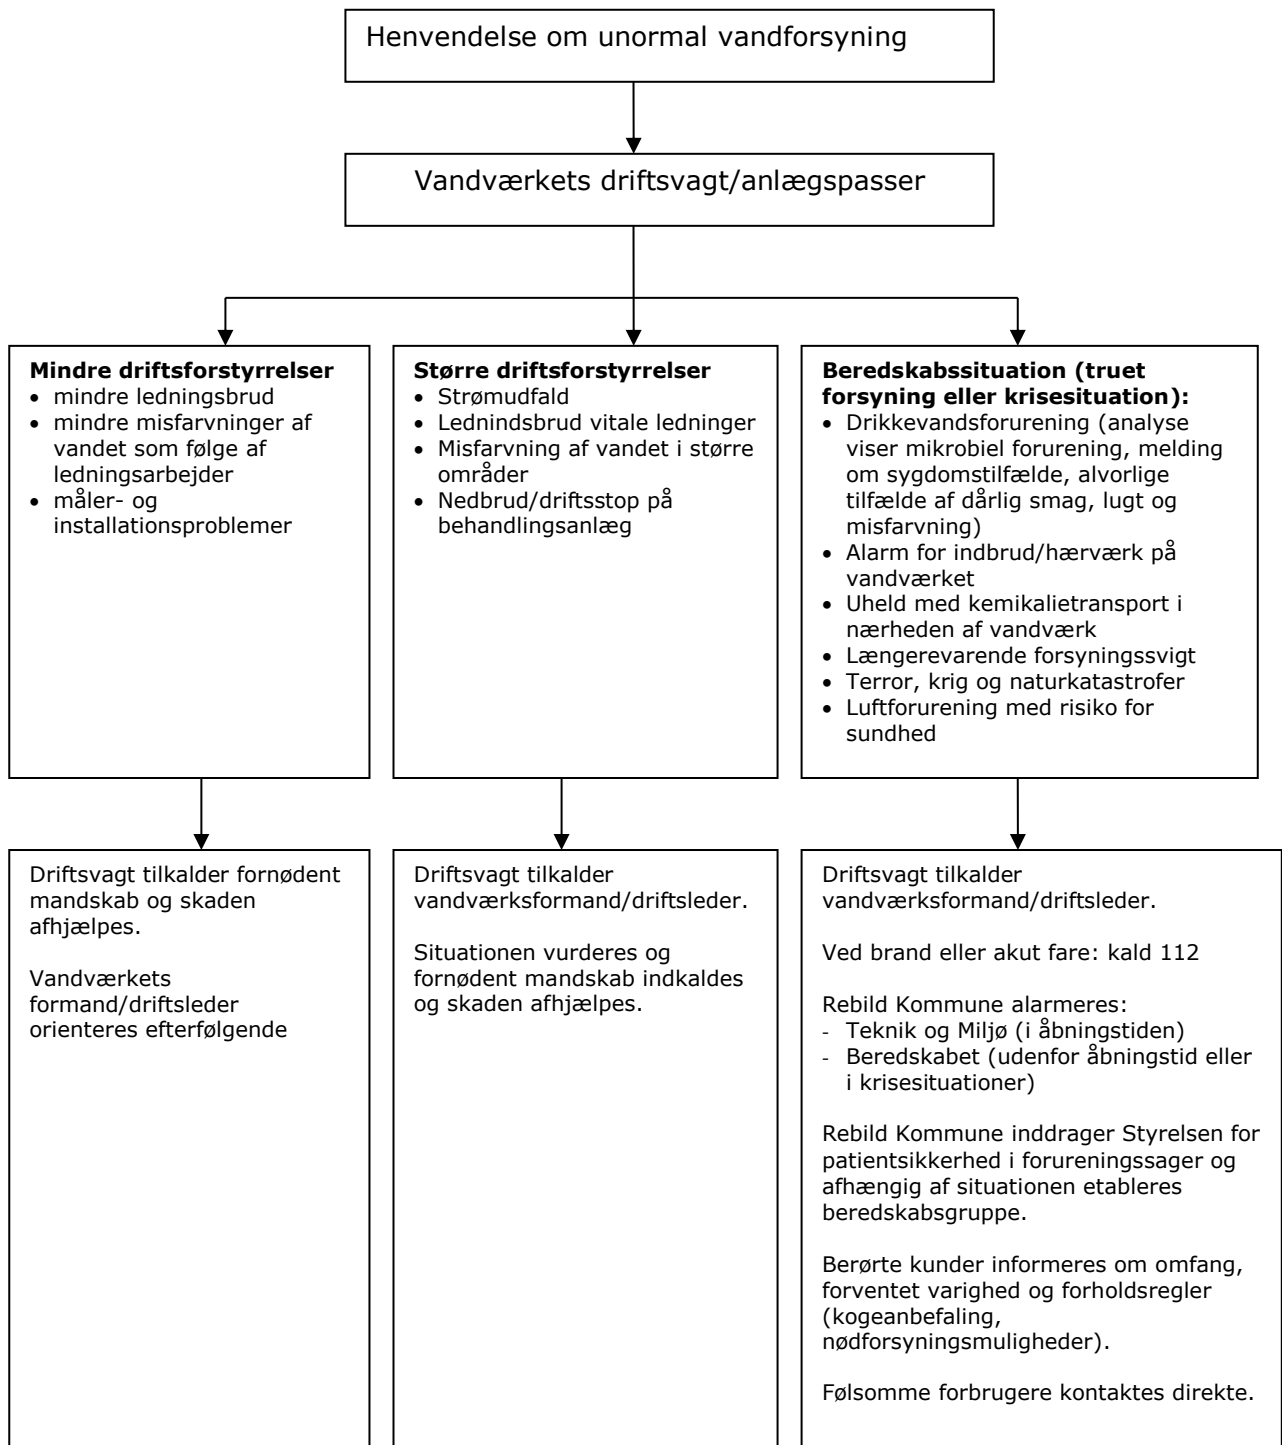 Henvendelse om unormal vandforsyning
Vandværkets driftsvagt/anlægspasser
Mindre driftsforstyrrelser
• mindre ledningsbrud
• mindre misfarvninger af
vandet som følge af
ledningsarbejder
• måler- og
installationsproblemer
Større driftsforstyrrelser
• Strømudfald
• Lednindsbrud vitale ledninger
• Misfarvning af vandet i større
områder
• Nedbrud/driftsstop på
behandlingsanlæg
Beredskabssituation (truet
forsyning eller krisesituation):
• Drikkevandsforurening (analyse
viser mikrobiel forurening, melding
om sygdomstilfælde, alvorlige
tilfælde af dårlig smag, lugt og
misfarvning)
• Alarm for indbrud/hærværk på
vandværket
• Uheld med kemikalietransport i
nærheden af vandværk
• Længerevarende forsyningssvigt
• Terror, krig og naturkatastrofer
• Luftforurening med risiko for
sundhed
Driftsvagt tilkalder fornødent
mandskab og skaden
afhjælpes.
Vandværkets
formand/driftsleder
orienteres efterfølgende
Driftsvagt tilkalder
vandværksformand/driftsleder.
Situationen vurderes og
fornødent mandskab indkaldes
og skaden afhjælpes.
Driftsvagt tilkalder
vandværksformand/driftsleder.
Ved brand eller akut fare: kald 112
Rebild Kommune alarmeres:
- Teknik og Miljø (i åbningstiden)
- Beredskabet (udenfor åbningstid eller
i krisesituationer)
Rebild Kommune inddrager Styrelsen for
patientsikkerhed i forureningssager og
afhængig af situationen etableres
beredskabsgruppe.
Berørte kunder informeres om omfang,
forventet varighed og forholdsregler
(kogeanbefaling,
nødforsyningsmuligheder).
Følsomme forbrugere kontaktes direkte.